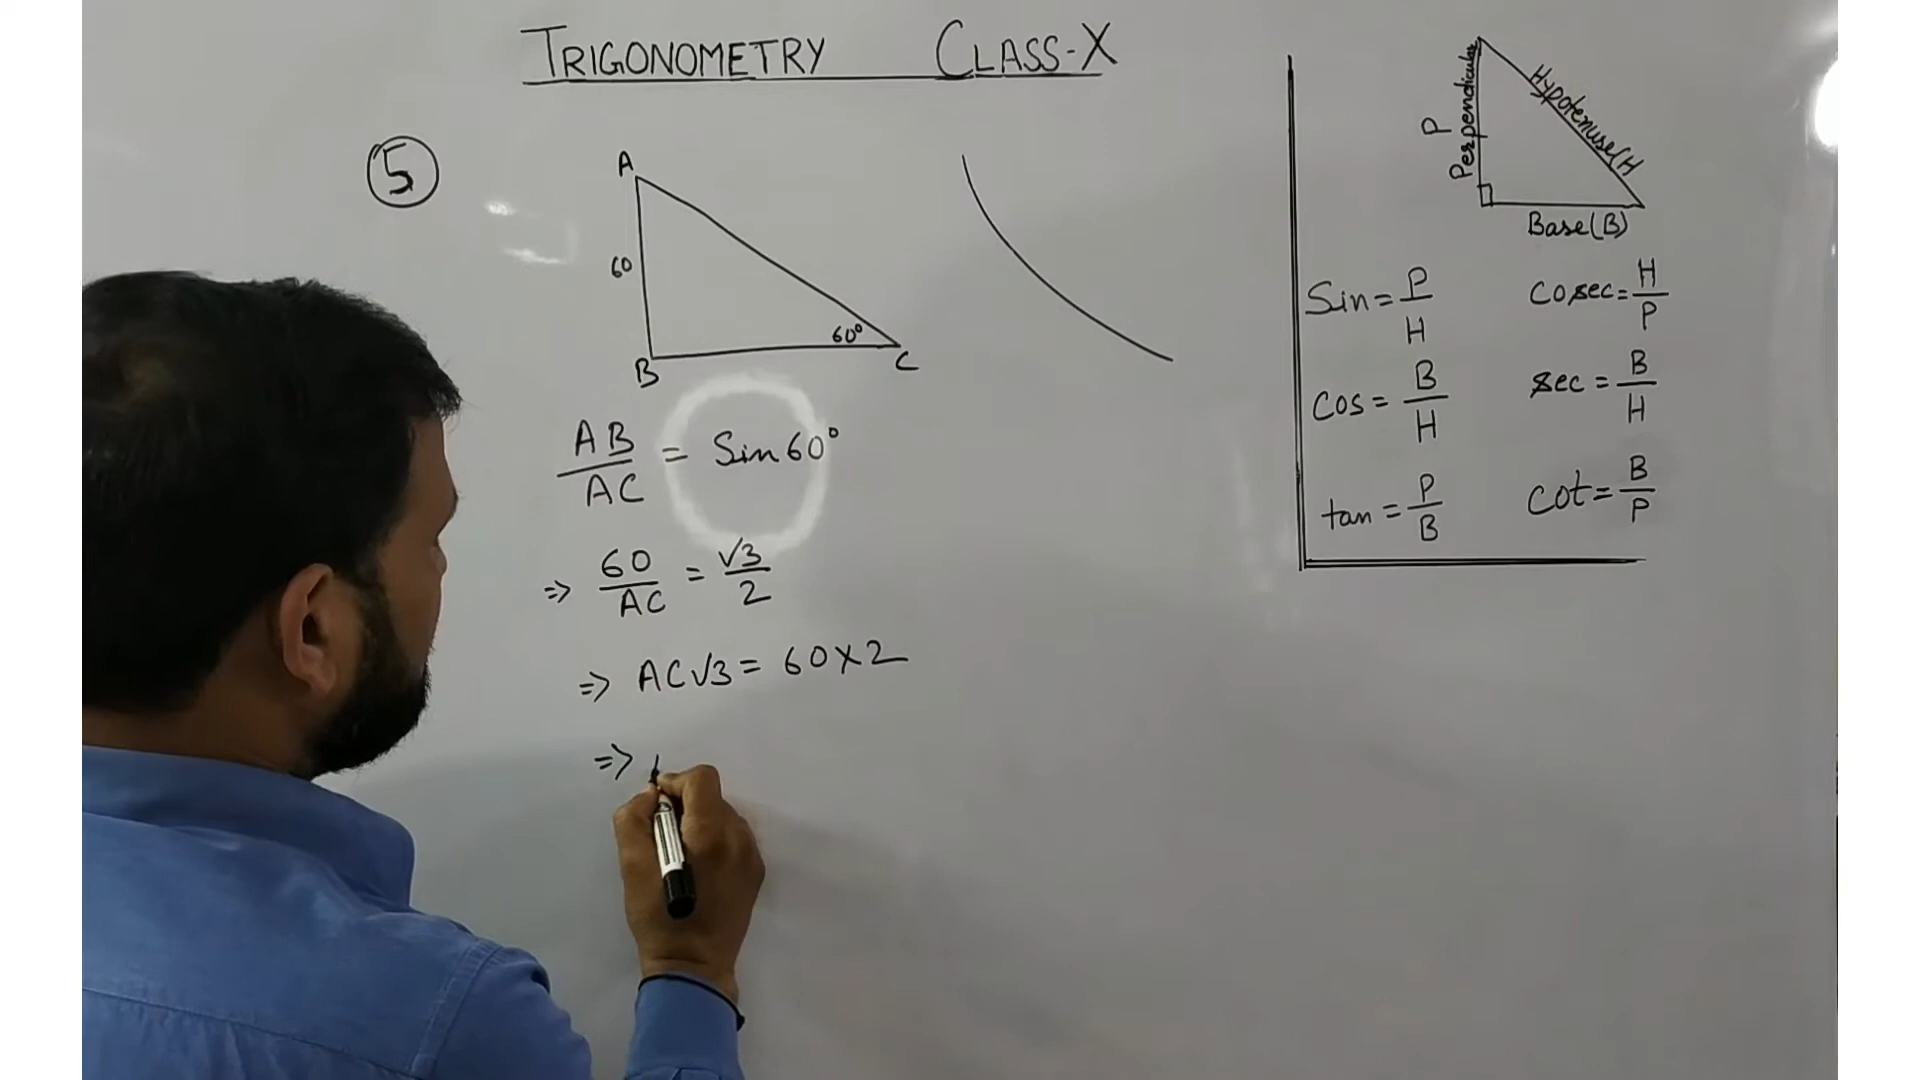 TRIGONOMETRY CLASS-X
5
A
60
60°
B
C
AB/AC = Sin 60°
=> 60/AC = √3/2
=> AC√3 = 60×2
=>
P
Perpendicular
Hypotenuse(H
Base(B)
Sin = P/H
cosec = H/P
cos = B/H
sec = B/H
tan = P/B
cot = B/P